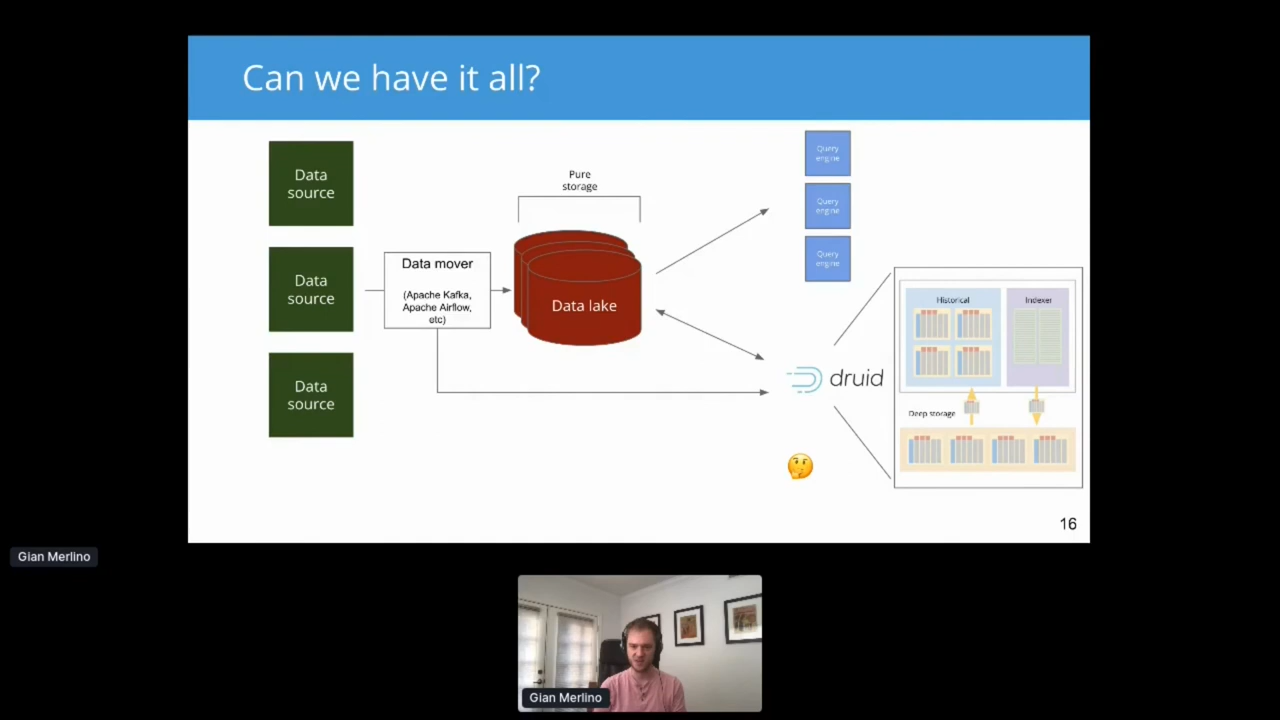 Can we have it all?
Data
source
Data
source
Data
source
Data mover
(Apache Kafka,
Apache Airflow,
etc)
Pure
storage
Data lake
Query
engine
Query
engine
Query
engine
druid
Historical
Indexer
Deep storage
16
Gian Merlino
Gian Merlino